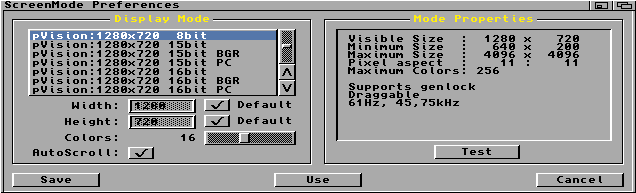 ScreenMode Preferences
Display Mode
pVision:1280x720 8bit
pVision:1280x720 15bit
pVision:1280x720 15bit BGR
pVision:1280x720 15bit PC
pVision:1280x720 16bit
pVision:1280x720 16bit BGR
pVision:1280x720 16bit PC
Width: 1280 Default
Height: 720 Default
Colors: 16
AutoScroll:
Mode Properties
Visible Size : 1280 x 720
Minimum Size : 640 x 200
Maximum Size : 4096 x 4096
Pixel aspect : 11 : 11
Maximum Colors: 256
Supports genlock
Draggable
61Hz, 45,75kHz
Test
Save
Use
Cancel